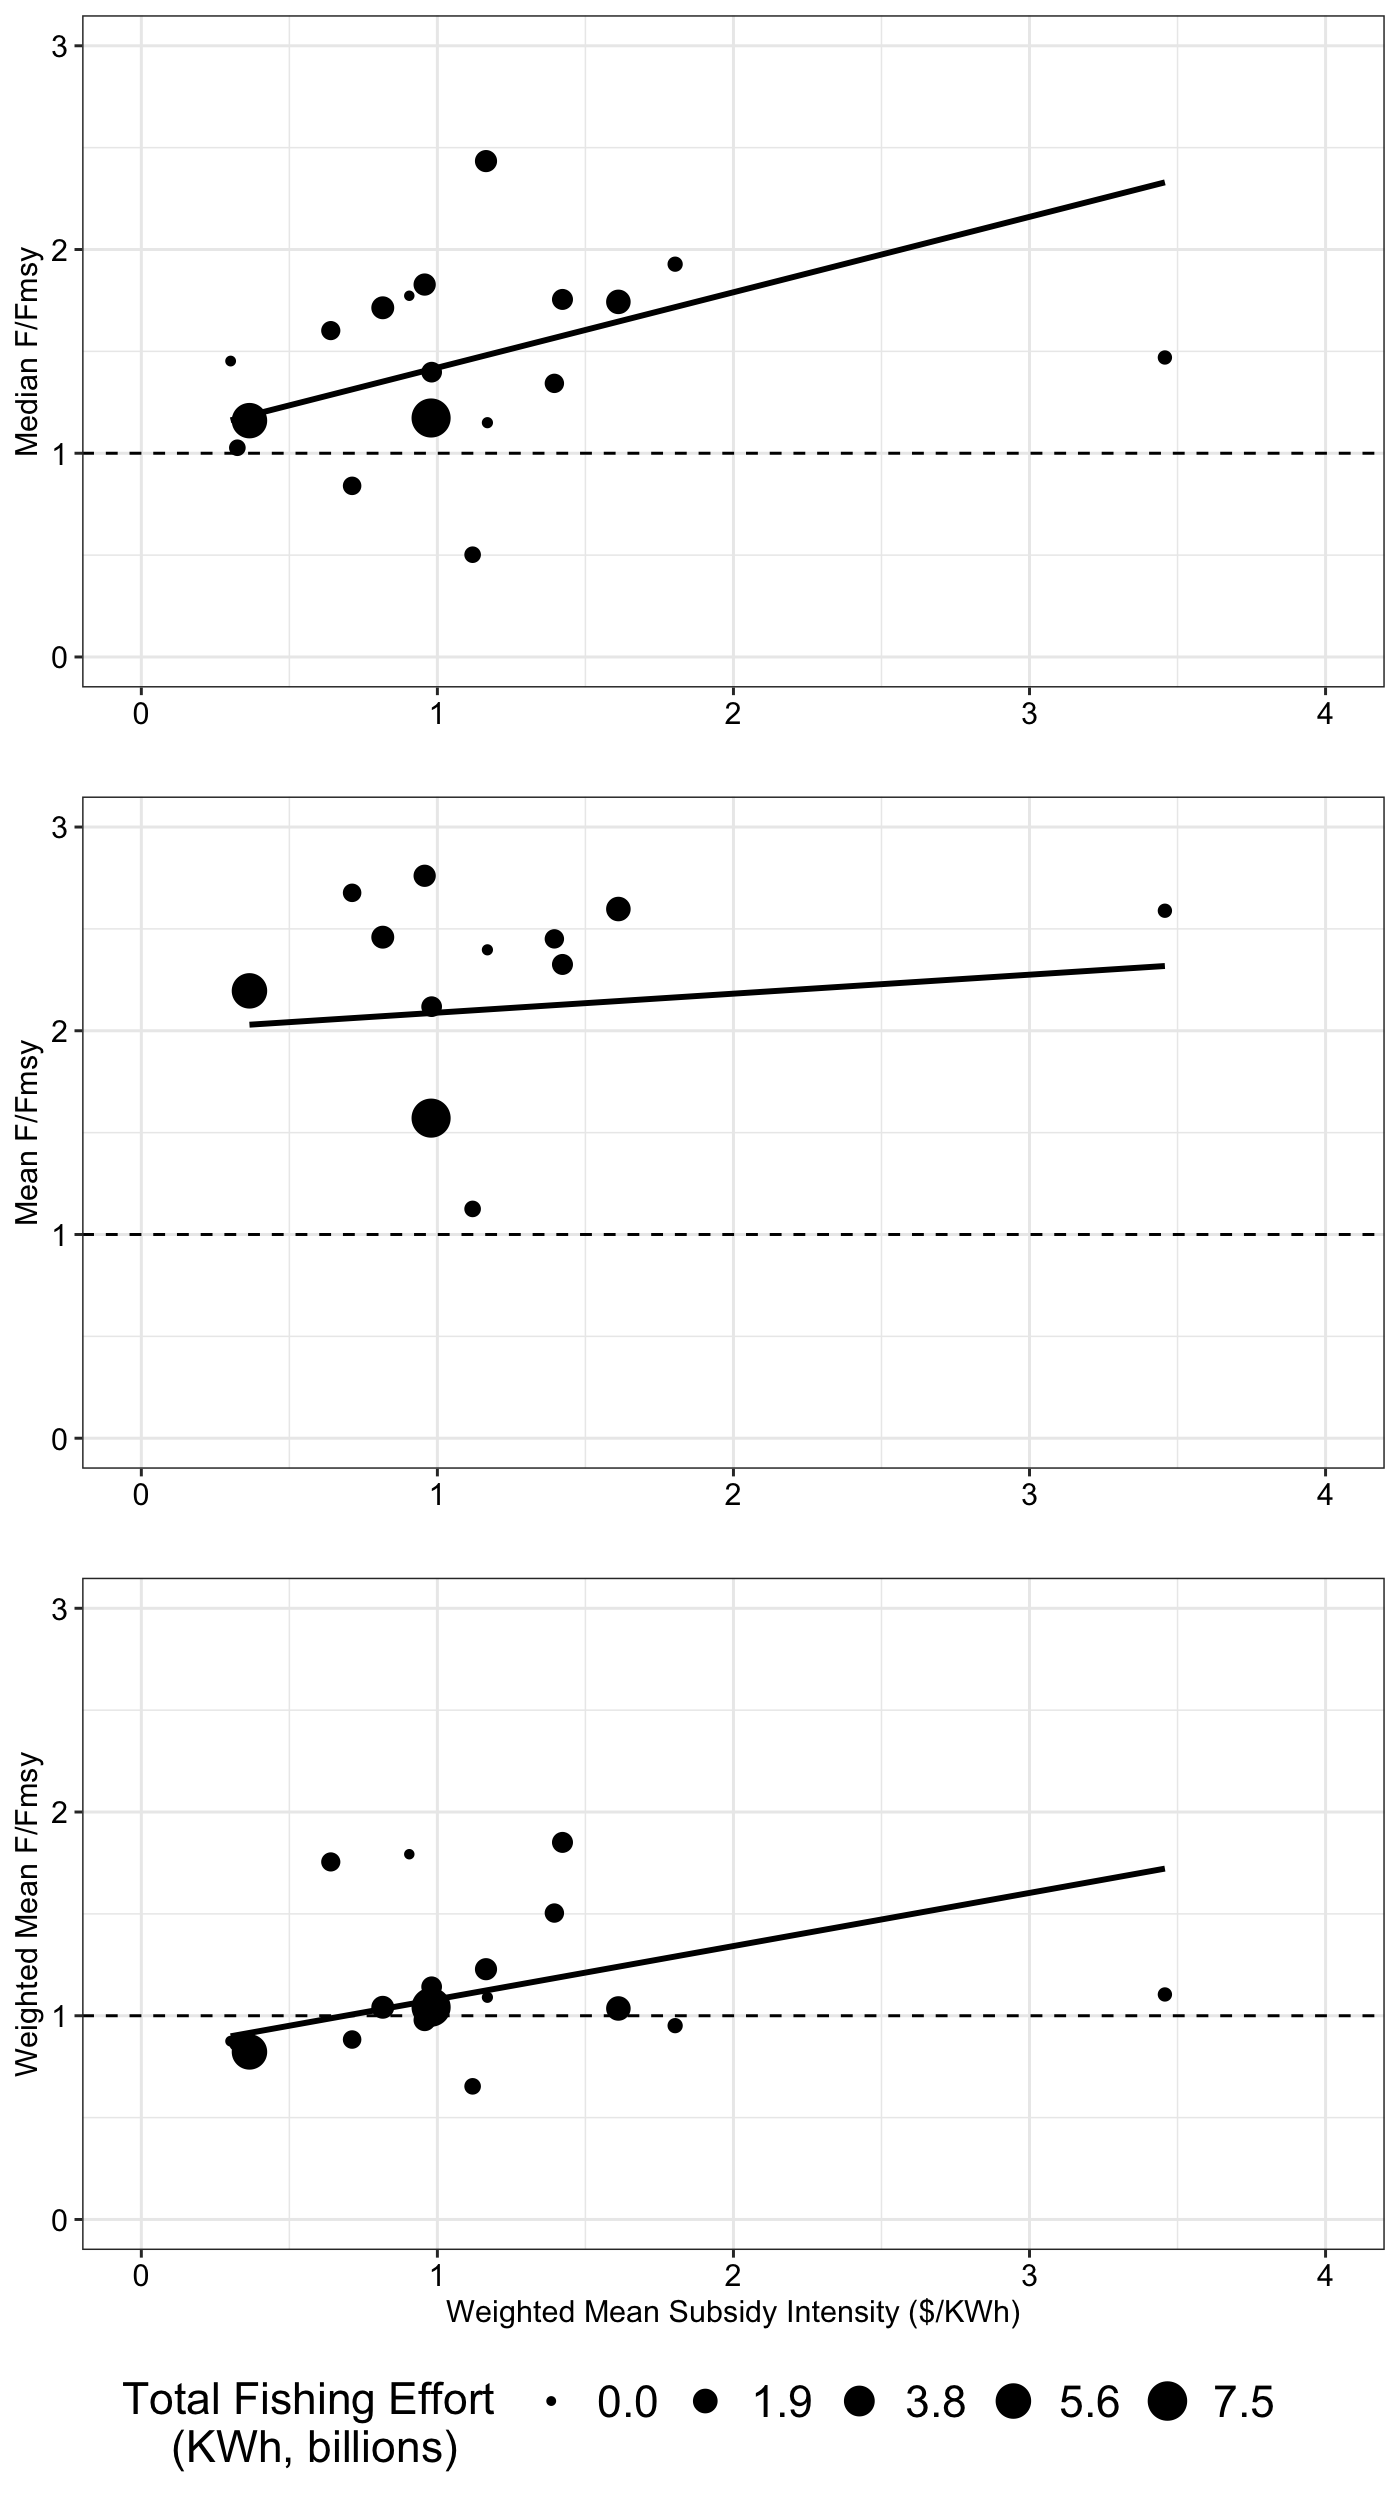 Median F/Fmsy
3
2
1
0
0 1 2 3 4
Mean F/Fmsy
3
2
1
0
0 1 2 3 4
Weighted Mean F/Fmsy
3
2
1
0
0 1 2 3 4
Weighted Mean Subsidy Intensity ($/KWh)
Total Fishing Effort
(KWh, billions)
0.0 1.9 3.8 5.6 7.5